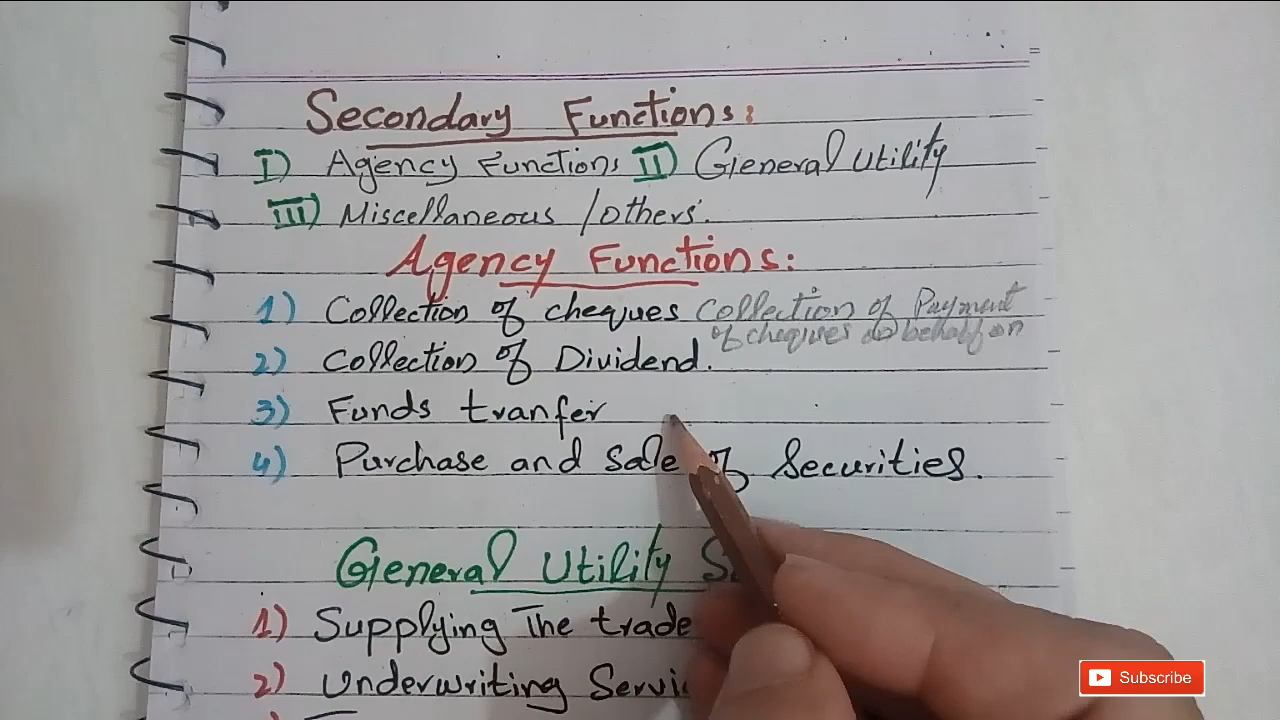 Secondary Functions:
I) Agency Functions II) General Utility
III) Miscellaneous / others.
Agency Functions:
1) Collection of cheques Collection of Payment
of cheques behalf on
2) Collection of Dividend.
3) Funds tranfer
4) Purchase and Sale of Securities.
General Utility
1) Supplying The trade
2) Underwriting
Subscribe